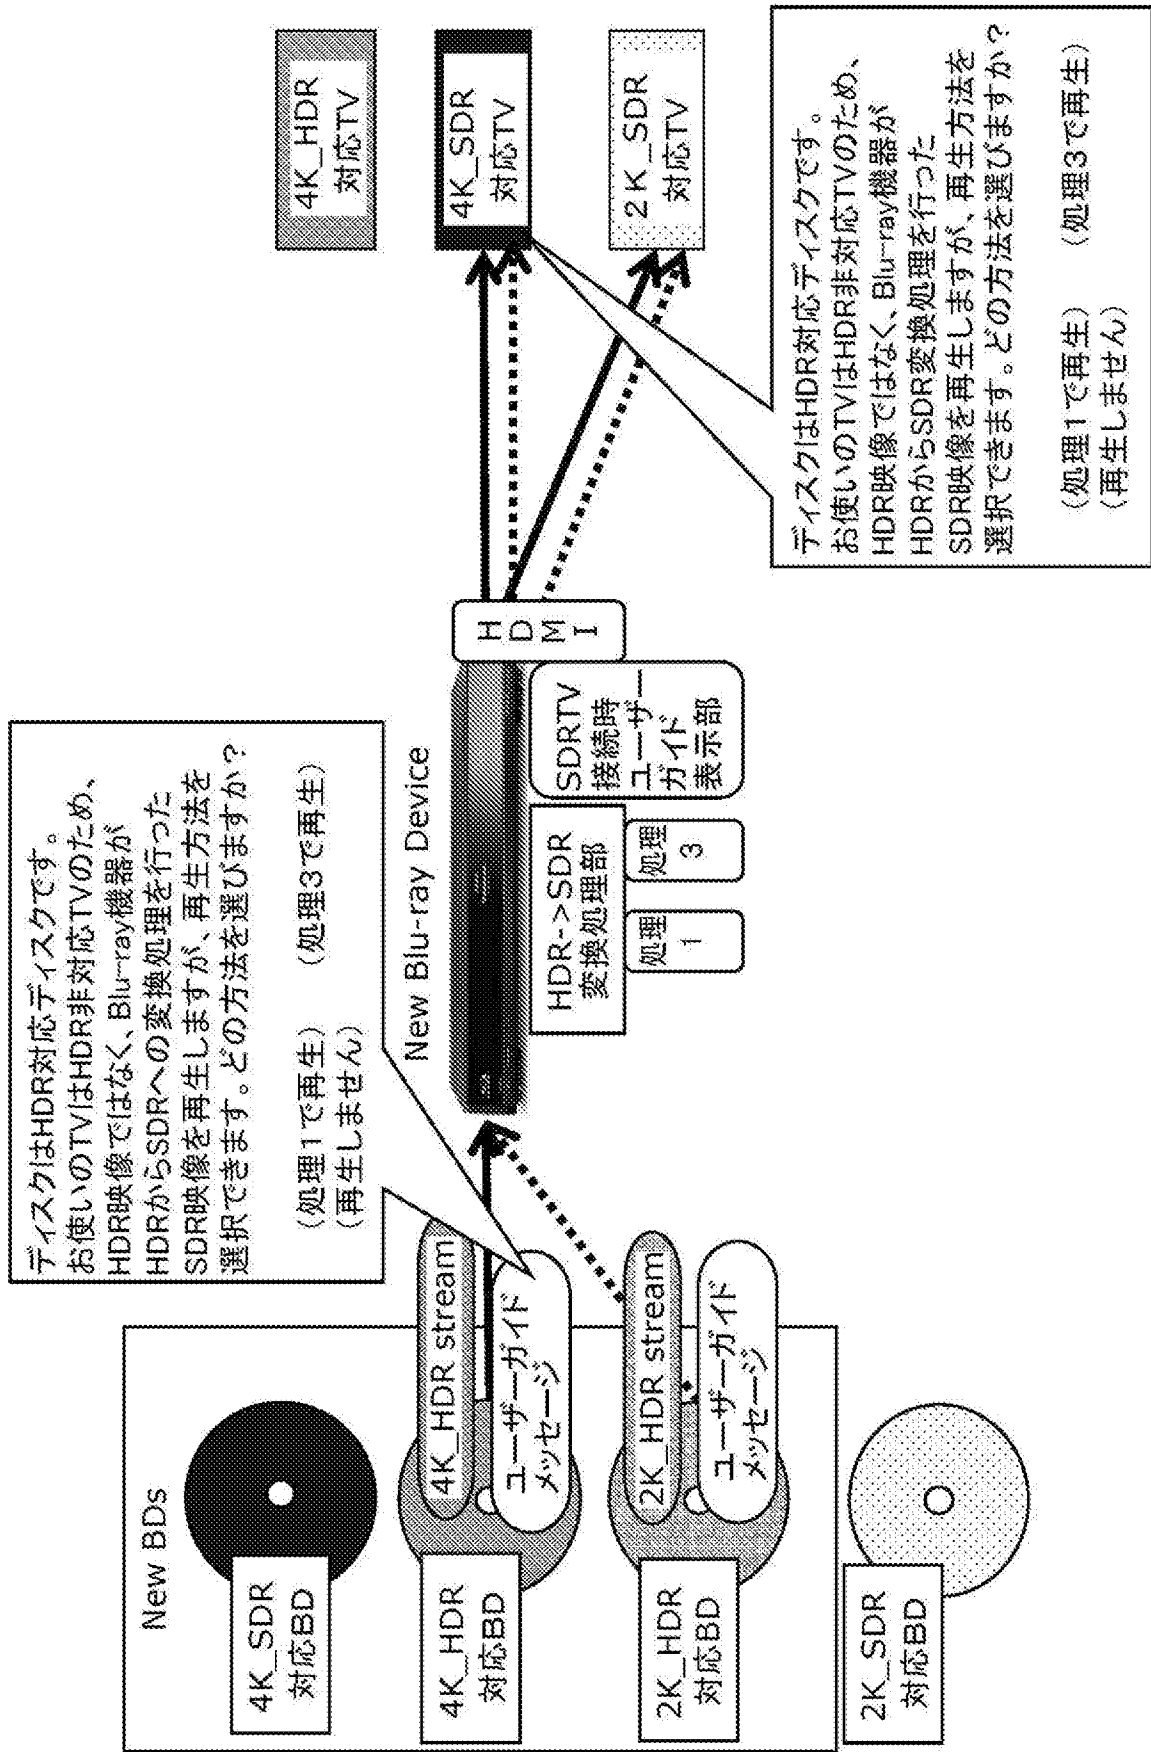 New BDs
4K_SDR
対応BD
4K_HDR
対応BD
4K_HDR stream
ユーザーガイド
メッセージ
2K_HDR
対応BD
2K_HDR stream
ユーザーガイド
メッセージ
2K_SDR
対応BD
ディスクはHDR対応ディスクです。
お使いのTVはHDR非対応TVのため、
HDR映像ではなく、Blu-ray機器が
HDRからSDRへの変換処理を行った
SDR映像を再生しますが、再生方法を
選択できます。どの方法を選びますか?
(処理1で再生) (処理3で再生)
(再生しません)
New Blu-ray Device
HDR->SDR
変換処理部
処理
1
処理
3
SDRTV
接続時
ユーザー
ガイド
表示部
HDMI
4K_HDR
対応TV
4K_SDR
対応TV
2K_SDR
対応TV
ディスクはHDR対応ディスクです。
お使いのTVはHDR非対応TVのため、
HDR映像ではなく、Blu-ray機器が
HDRからSDR変換処理を行った
SDR映像を再生しますが、再生方法を
選択できます。どの方法を選びますか?
(処理1で再生) (処理3で再生)
(再生しません)